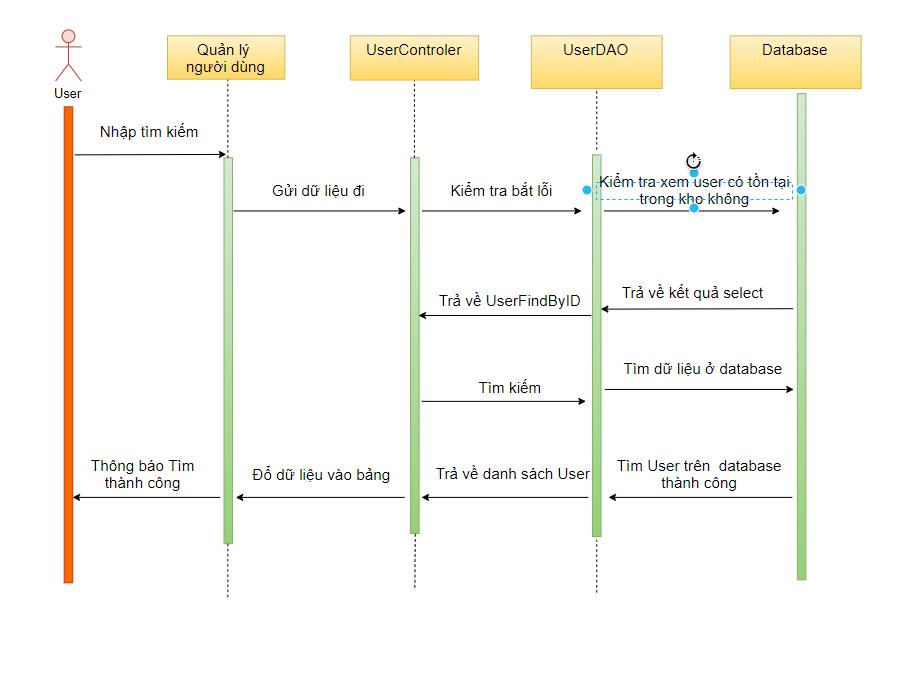 Quản lý
người dùng
UserControler
UserDAO
Database
User
Nhập tìm kiếm
Gửi dữ liệu đi
Kiểm tra bắt lỗi
Kiểm tra xem user có tồn tại
trong kho không
Trả về UserFindByID
Trả về kết quả select
Tìm dữ liệu ở database
Tìm kiếm
Thông báo Tìm
thành công
Đổ dữ liệu vào bảng
Trả về danh sách User
Tìm User trên  database
thành công